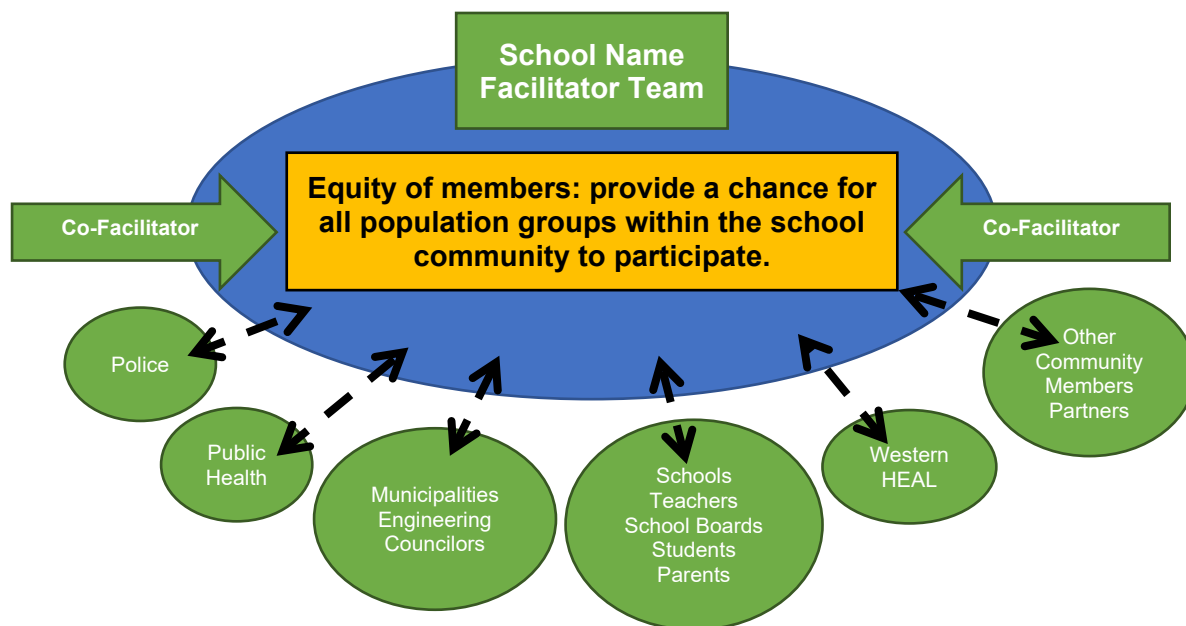 School Name
Facilitator Team
Equity of members: provide a chance for
all population groups within the school
community to participate.
Co-Facilitator
Co-Facilitator
Police
Public
Health
Municipalities
Engineering
Councilors
Schools
Teachers
School Boards
Students
Parents
Western
HEAL
Other
Community
Members
Partners